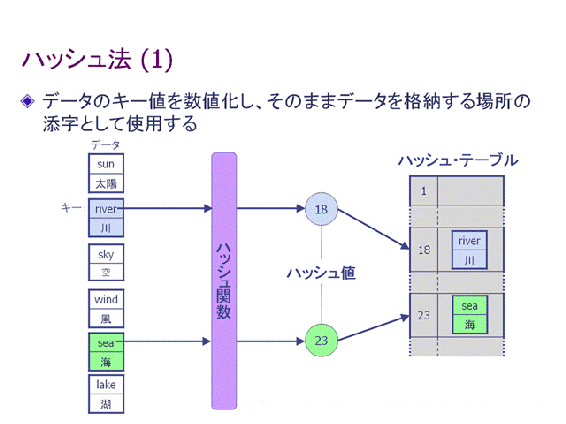 ハッシュ法 (1)
データのキー値を数値化し、そのままデータを格納する場所の
添字として使用する
データ
sun
太陽
キー
river
川
sky
空
wind
風
sea
海
lake
湖
ハッシュ関数
18
ハッシュ値
23
ハッシュ・テーブル
1
18
river
川
23
sea
海